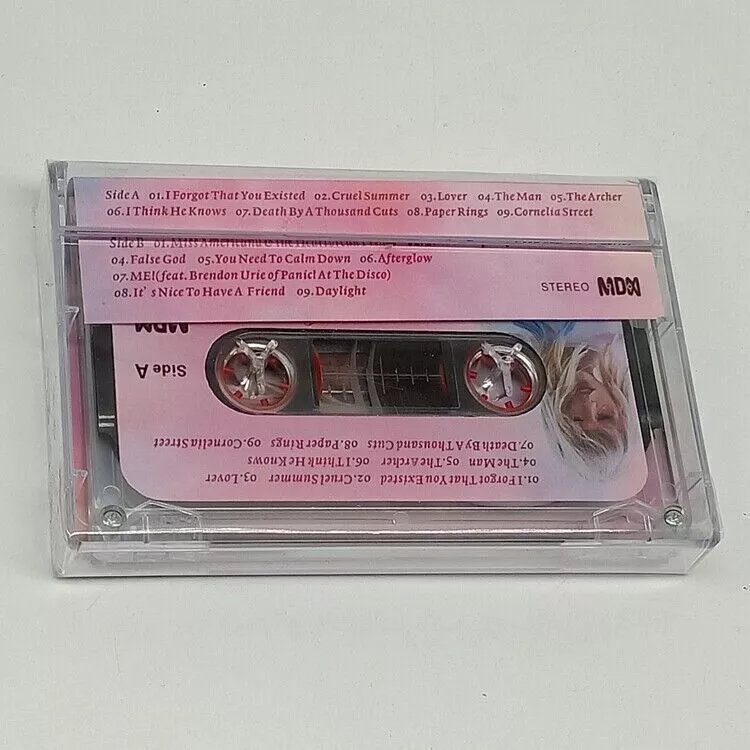 Side A 01.I Forgot That You Existed 02.Cruel Summer 03.Lover 04.The Man 05.The Archer
06.I Think He Knows 07.Death By A Thousand Cuts 08.Paper Rings 09.Cornelia Street
Side B 01.Miss Americana & The
04.False God 05.You Need To Calm Down 06.Afterglow
07.ME!(feat. Brendon Urie of Panic! At The Disco)
08.It's Nice To Have A Friend 09.Daylight
STEREO MDM
MDM
Side A
01.I Forgot That You Existed 02.Cruel Summer 03.Lover
04.The Man 05.The Archer 06.I Think He Knows
07.Death By A Thousand Cuts 08.Paper Rings 09.Cornelia Street